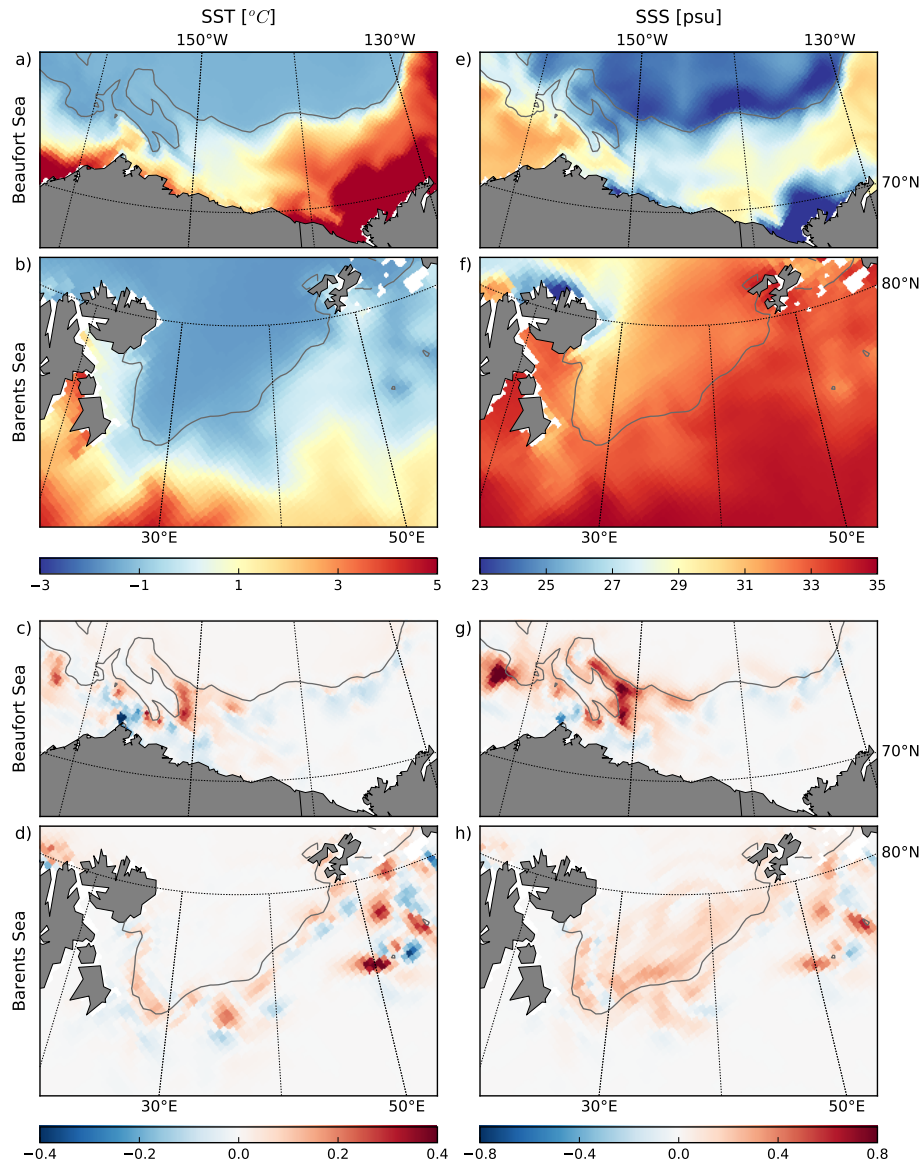 SST [°C] SSS [psu]
150°W 130°W 150°W 130°W
a) e)
Beaufort Sea
70°N
b) f)
80°N
Barents Sea
30°E 50°E 30°E 50°E
−3 −1 1 3 5 23 25 27 29 31 33 35
c) g)
Beaufort Sea
70°N
d) h)
80°N
Barents Sea
30°E 50°E 30°E 50°E
−0.4 −0.2 0.0 0.2 0.4 −0.8 −0.4 0.0 0.4 0.8